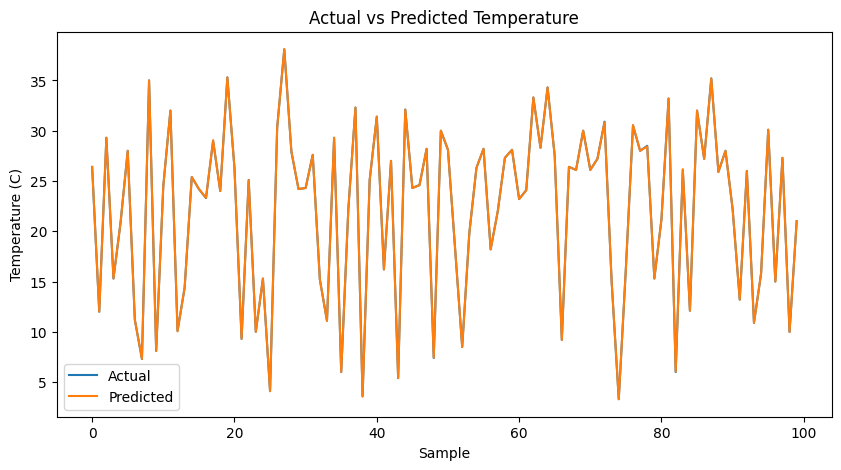 Actual vs Predicted Temperature
Temperature (C)
35
30
25
20
15
10
5
Actual
Predicted
0 20 40 60 80 100
Sample